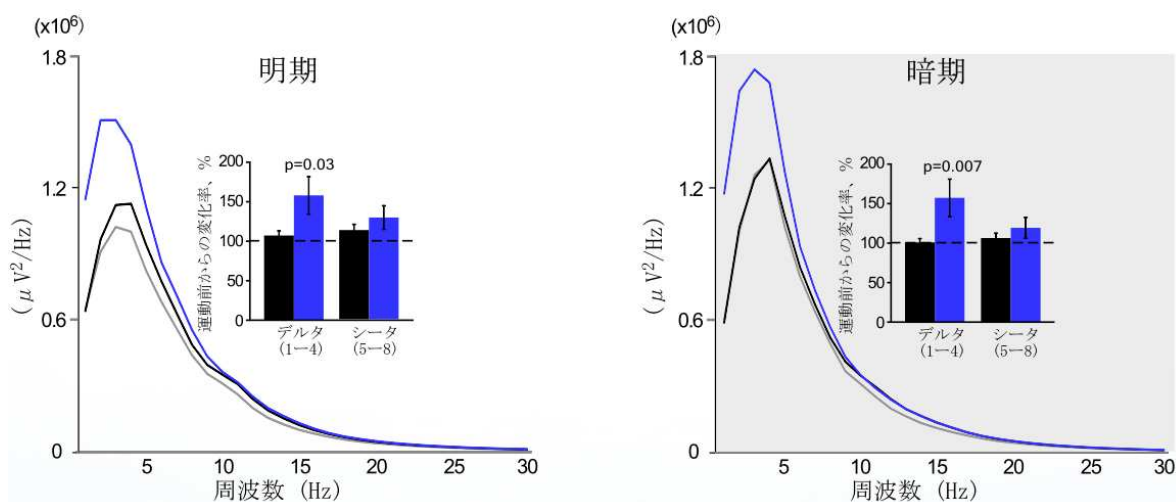 (x10⁶)
1.8
1.2
0.6
0
(μV²/Hz)
明期
運動前からの変化率、%
200
150
100
50
0
p=0.03
デルタ
(1ー4)
シータ
(5ー8)
5
10
15
20
25
30
周波数 (Hz)
(x10⁶)
1.8
1.2
0.6
0
(μV²/Hz)
暗期
運動前からの変化率、%
200
150
100
50
0
p=0.007
デルタ
(1ー4)
シータ
(5ー8)
5
10
15
20
25
30
周波数 (Hz)